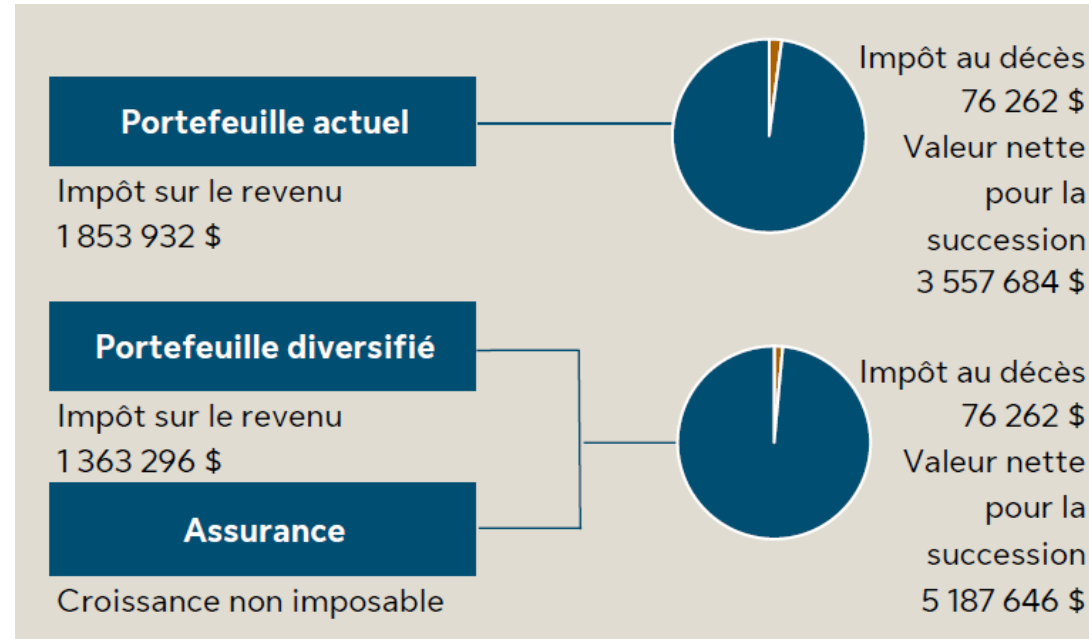 Portefeuille actuel
Impôt sur le revenu
1 853 932 $
Impôt au décès
76 262 $
Valeur nette
pour la
succession
3 557 684 $
Portefeuille diversifié
Impôt sur le revenu
1 363 296 $
Assurance
Croissance non imposable
Impôt au décès
76 262 $
Valeur nette
pour la
succession
5 187 646 $